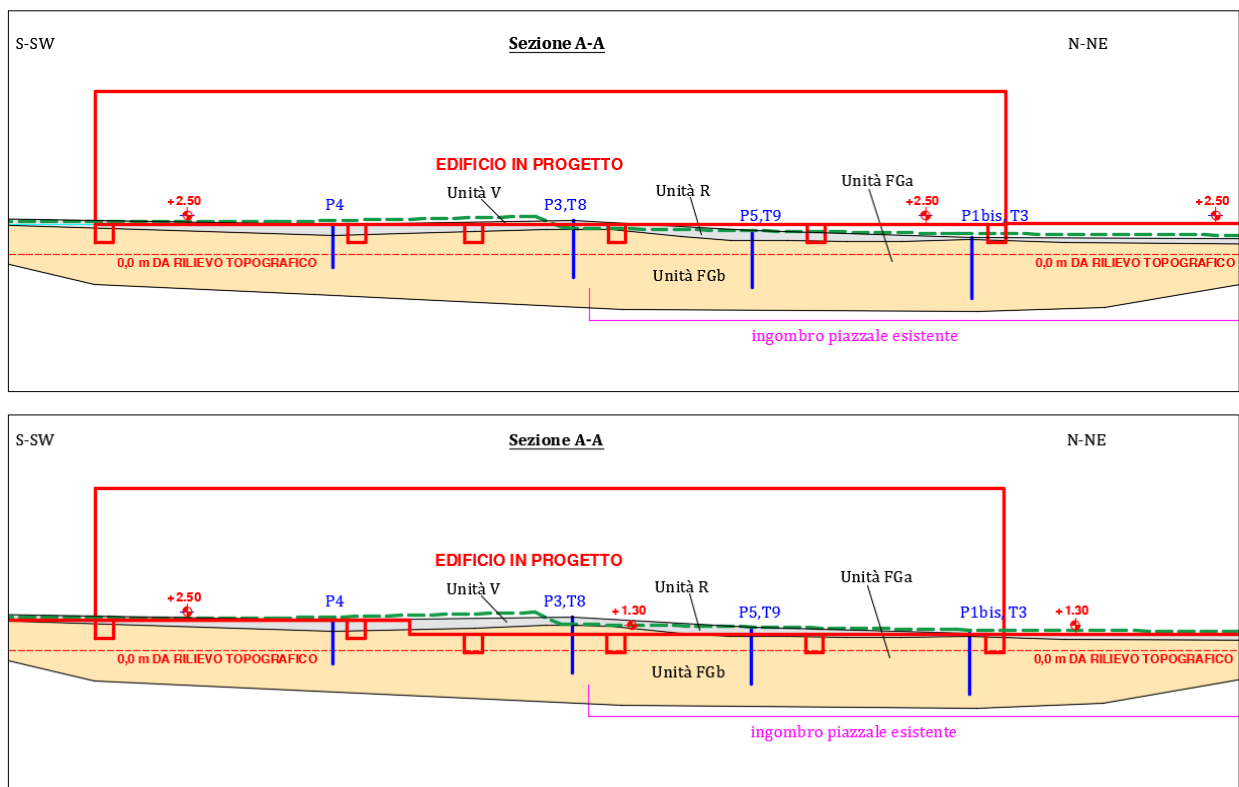 S-SW
Sezione A-A
N-NE
EDIFICIO IN PROGETTO
Unità V
Unità R
Unità FGa
+2.50
P4
P3,T8
P5,T9
+2.50
P1bis, T3
+2.50
0,0 m DA RILIEVO TOPOGRAFICO
Unità FGb
0,0 m DA RILIEVO TOPOGRAFICO
ingombro piazzale esistente
S-SW
Sezione A-A
N-NE
EDIFICIO IN PROGETTO
Unità V
Unità R
Unità FGa
+2.50
P4
P3,T8
+1.30
P5,T9
P1bis, T3
+1.30
0,0 m DA RILIEVO TOPOGRAFICO
Unità FGb
0,0 m DA RILIEVO TOPOGRAFICO
ingombro piazzale esistente